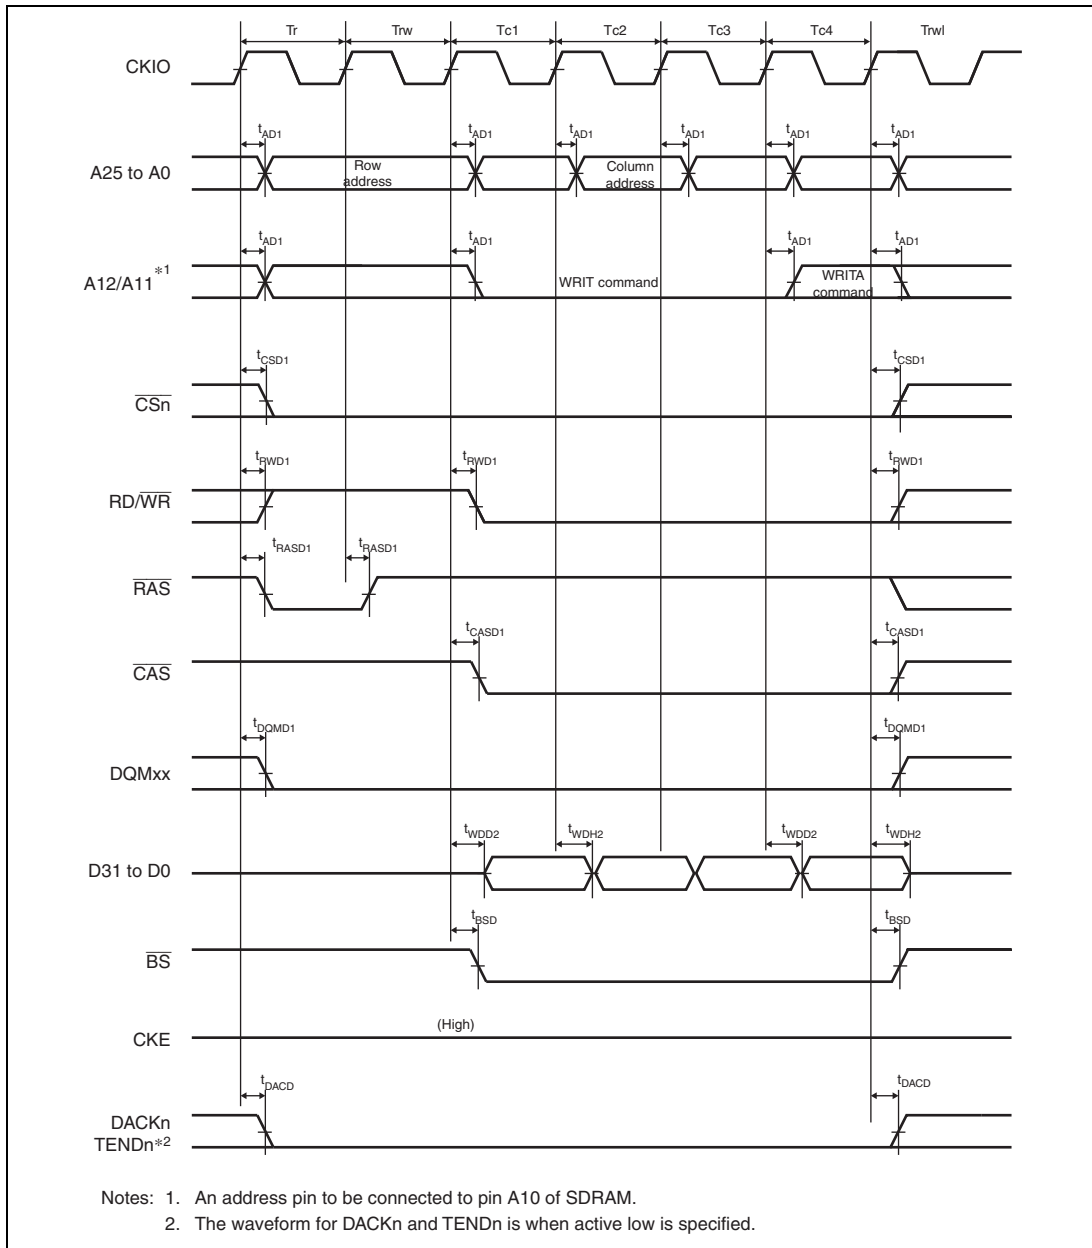 Tr Trw Tc1 Tc2 Tc3 Tc4 Trwl
CKIO
tAD1 tAD1 tAD1 tAD1 tAD1 tAD1
A25 to A0
Row
address
Column
address
tAD1 tAD1 tAD1 tAD1
A12/A11*1
WRIT command
WRITA
command
tCSD1 tCSD1
CSn
tRWD1 tRWD1 tRWD1
RD/WR
tRASD1 tRASD1
RAS
tCASD1 tCASD1
CAS
tDQMD1 tDQMD1
DQMxx
tWDD2 tWDH2 tWDD2 tWDH2
D31 to D0
tBSD tBSD
BS
(High)
CKE
tDACD tDACD
DACKn
TENDn*2
Notes: 1. An address pin to be connected to pin A10 of SDRAM.
2. The waveform for DACKn and TENDn is when active low is specified.